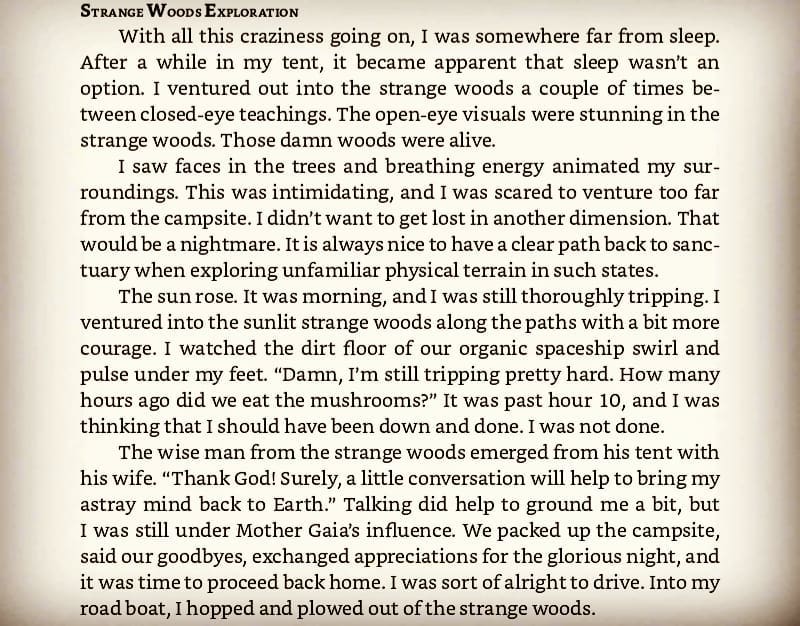 Strange Woods Exploration
With all this craziness going on, I was somewhere far from sleep.
After a while in my tent, it became apparent that sleep wasn't an
option. I ventured out into the strange woods a couple of times be-
tween closed-eye teachings. The open-eye visuals were stunning in the
strange woods. Those damn woods were alive.
I saw faces in the trees and breathing energy animated my sur-
roundings. This was intimidating, and I was scared to venture too far
from the campsite. I didn't want to get lost in another dimension. That
would be a nightmare. It is always nice to have a clear path back to sanc-
tuary when exploring unfamiliar physical terrain in such states.
The sun rose. It was morning, and I was still thoroughly tripping. I
ventured into the sunlit strange woods along the paths with a bit more
courage. I watched the dirt floor of our organic spaceship swirl and
pulse under my feet. “Damn, I'm still tripping pretty hard. How many
hours ago did we eat the mushrooms?” It was past hour 10, and I was
thinking that I should have been down and done. I was not done.
The wise man from the strange woods emerged from his tent with
his wife. “Thank God! Surely, a little conversation will help to bring my
astray mind back to Earth.” Talking did help to ground me a bit, but
I was still under Mother Gaia's influence. We packed up the campsite,
said our goodbyes, exchanged appreciations for the glorious night, and
it was time to proceed back home. I was sort of alright to drive. Into my
road boat, I hopped and plowed out of the strange woods.